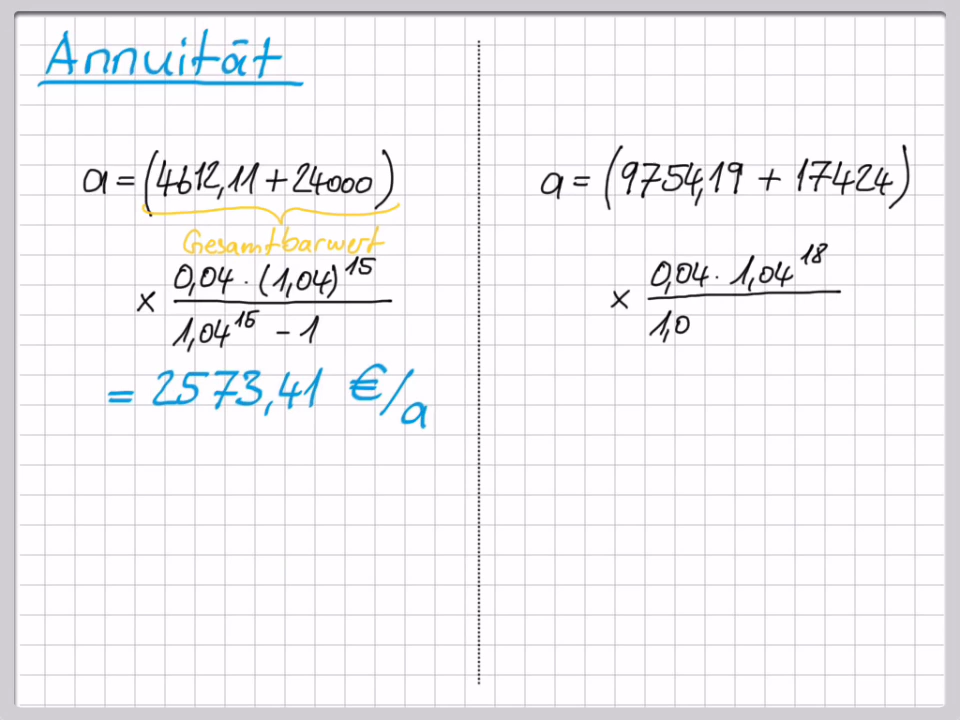 Annuität
a = (4612,11 + 24000)
Gesamtbarwert
× 0,04 · (1,04)^15
1,04^15 - 1
= 2573,41 €/a
a = (9754,19 + 17424)
× 0,04 · 1,04^18
1,0